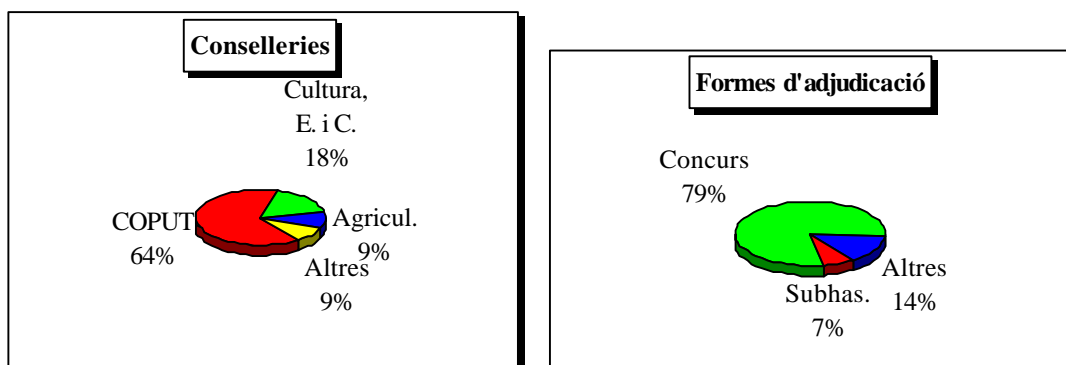 Conselleries
Cultura,
E. i C.
18%
COPUT
64%
Agricul.
9%
Altres
9%
Formes d'adjudicació
Concurs
79%
Altres
14%
Subhas.
7%